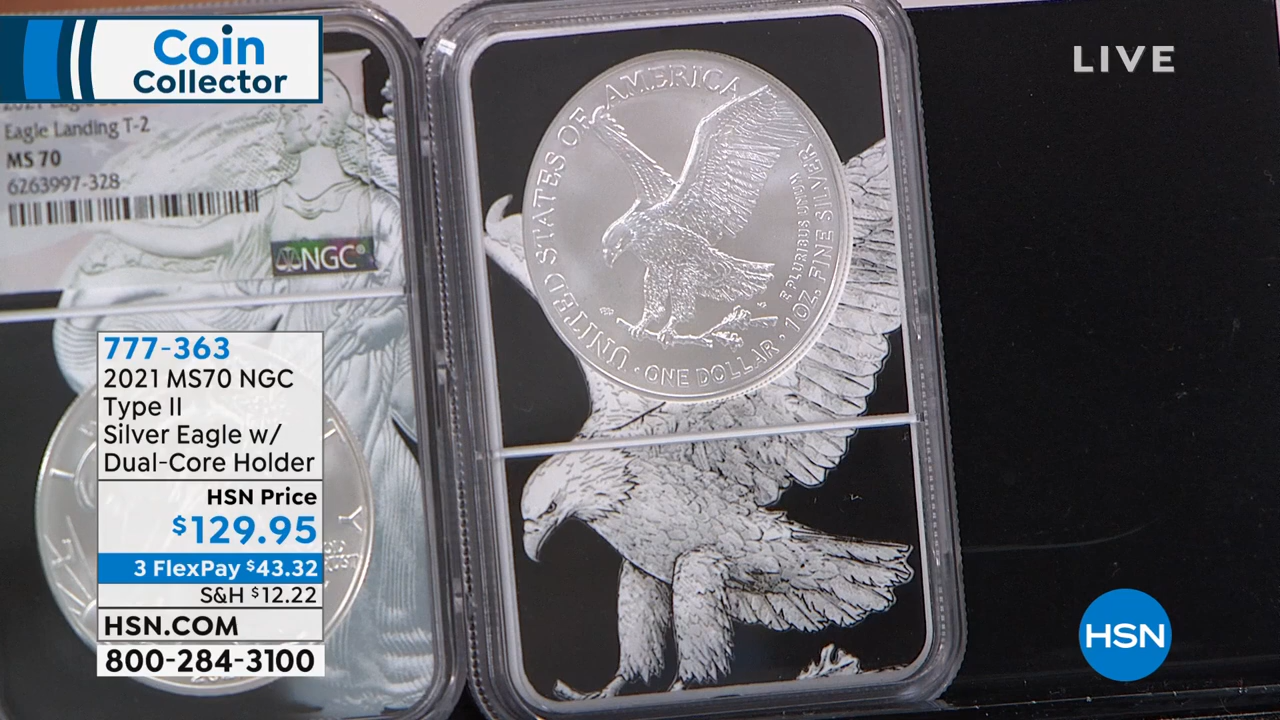 Coin
Collector
LIVE
Eagle Landing T-2
MS 70
6263997-328
NGC
777-363
2021 MS70 NGC
Type II
Silver Eagle w/
Dual-Core Holder
HSN Price
$129.95
3 FlexPay $43.32
S&H $12.22
HSN.COM
800-284-3100
UNITED STATES OF AMERICA
E PLURIBUS UNUM
1 OZ. FINE SILVER
ONE DOLLAR
HSN